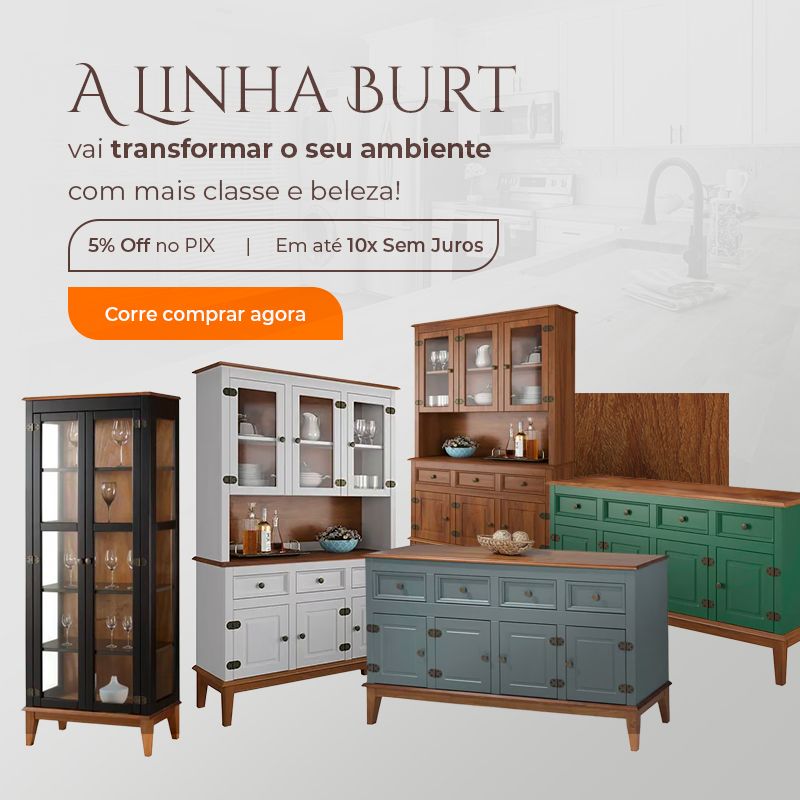 A Linha Burt
vai transformar o seu ambiente
com mais classe e beleza!
5% Off no PIX | Em até 10x Sem Juros
Corre comprar agora